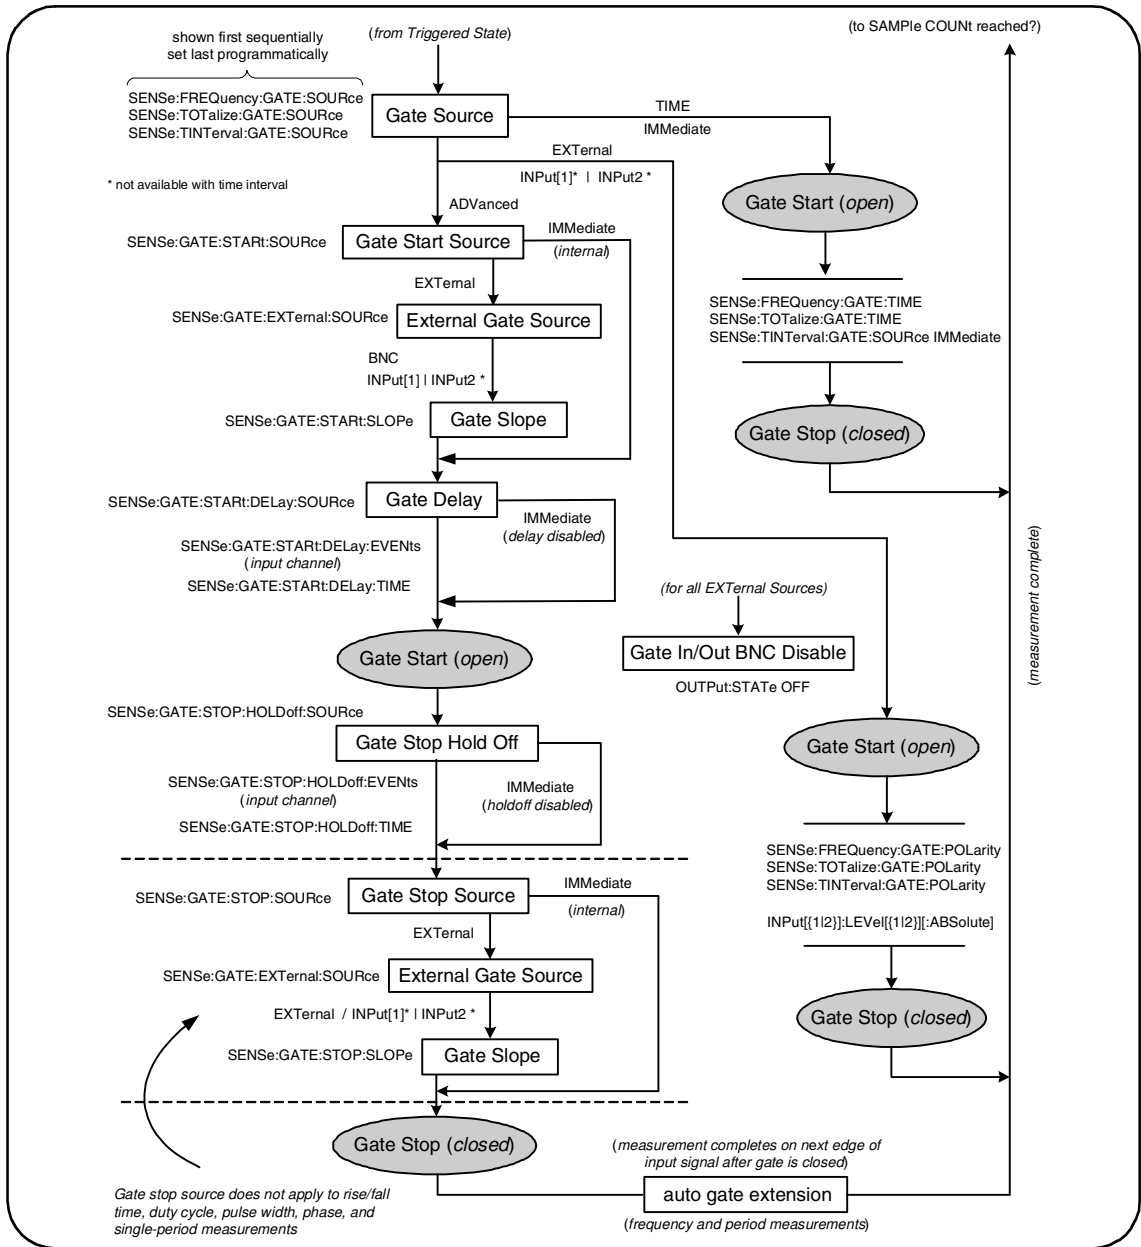 (to SAMPle COUNt reached?)
shown first sequentially
set last programmatically
(from Triggered State)
SENSe:FREQuency:GATE:SOURce
SENSe:TOTalize:GATE:SOURce
SENSe:TINTerval:GATE:SOURce
Gate Source
TIME
IMMediate
EXTernal
INPut[1]* | INPut2 *
* not available with time interval
ADVanced
Gate Start (open)
SENSe:GATE:STARt:SOURce
Gate Start Source
IMMediate
(internal)
EXTernal
SENSe:FREQuency:GATE:TIME
SENSe:TOTalize:GATE:TIME
SENSe:TINTerval:GATE:SOURce IMMediate
SENSe:GATE:EXTernal:SOURce
External Gate Source
BNC
INPut[1] | INPut2 *
SENSe:GATE:STARt:SLOPe
Gate Slope
Gate Stop (closed)
SENSe:GATE:STARt:DELay:SOURce
Gate Delay
IMMediate
(delay disabled)
SENSe:GATE:STARt:DELay:EVENts
(input channel)
SENSe:GATE:STARt:DELay:TIME
(measurement complete)
(for all EXTernal Sources)
Gate In/Out BNC Disable
OUTPut:STATe OFF
Gate Start (open)
SENSe:GATE:STOP:HOLDoff:SOURce
Gate Stop Hold Off
IMMediate
(holdoff disabled)
SENSe:GATE:STOP:HOLDoff:EVENts
(input channel)
SENSe:GATE:STOP:HOLDoff:TIME
Gate Start (open)
SENSe:FREQuency:GATE:POLarity
SENSe:TOTalize:GATE:POLarity
SENSe:TINTerval:GATE:POLarity
INPut[{1|2}]:LEVel[{1|2}][:ABSolute]
SENSe:GATE:STOP:SOURce
Gate Stop Source
IMMediate
(internal)
EXTernal
SENSe:GATE:EXTernal:SOURce
External Gate Source
EXTernal / INPut[1]* | INPut2 *
SENSe:GATE:STOP:SLOPe
Gate Slope
Gate Stop (closed)
Gate Stop (closed)
(measurement completes on next edge of
input signal after gate is closed)
auto gate extension
(frequency and period measurements)
Gate stop source does not apply to rise/fall
time, duty cycle, pulse width, phase, and
single-period measurements